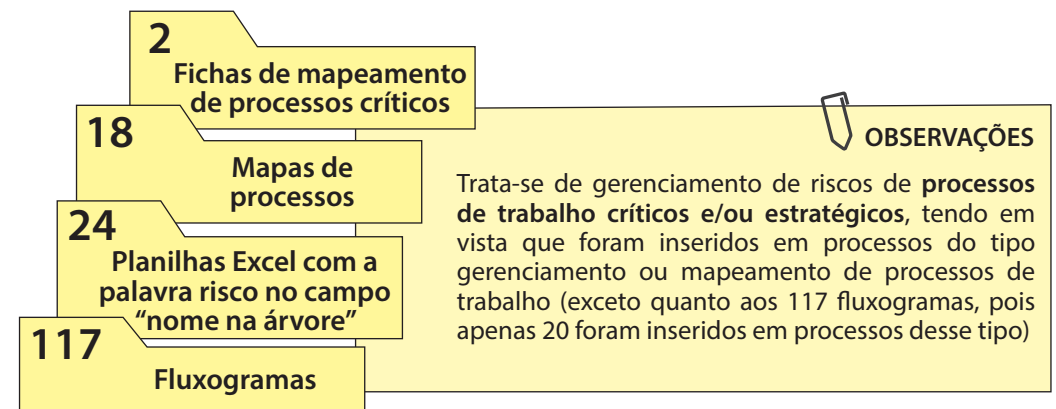 2
Fichas de mapeamento
de processos críticos
18
Mapas de
processos
24
Planilhas Excel com a
palavra risco no campo
“nome na árvore”
117
Fluxogramas
OBSERVAÇÕES
Trata-se de gerenciamento de riscos de processos
de trabalho críticos e/ou estratégicos, tendo em
vista que foram inseridos em processos do tipo
gerenciamento ou mapeamento de processos de
trabalho (exceto quanto aos 117 fluxogramas, pois
apenas 20 foram inseridos em processos desse tipo)